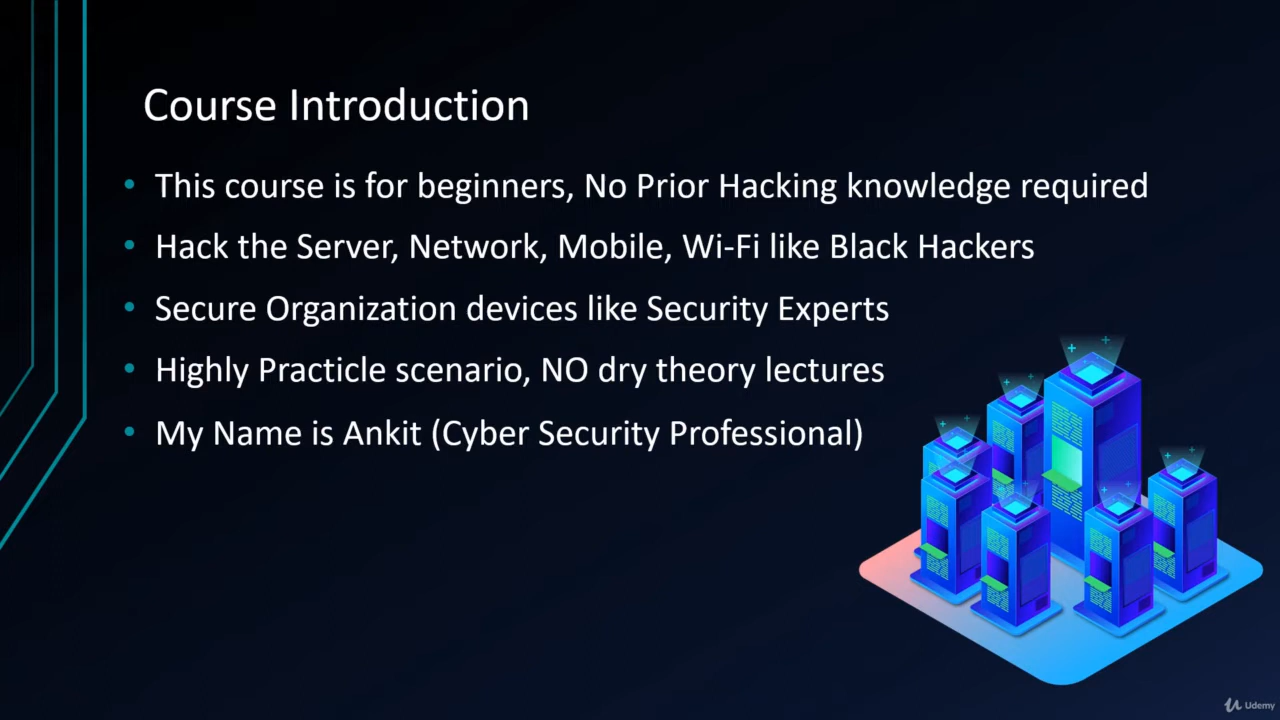 Course Introduction
• This course is for beginners, No Prior Hacking knowledge required
• Hack the Server, Network, Mobile, Wi-Fi like Black Hackers
• Secure Organization devices like Security Experts
• Highly Practicle scenario, NO dry theory lectures
• My Name is Ankit (Cyber Security Professional)
Udemy